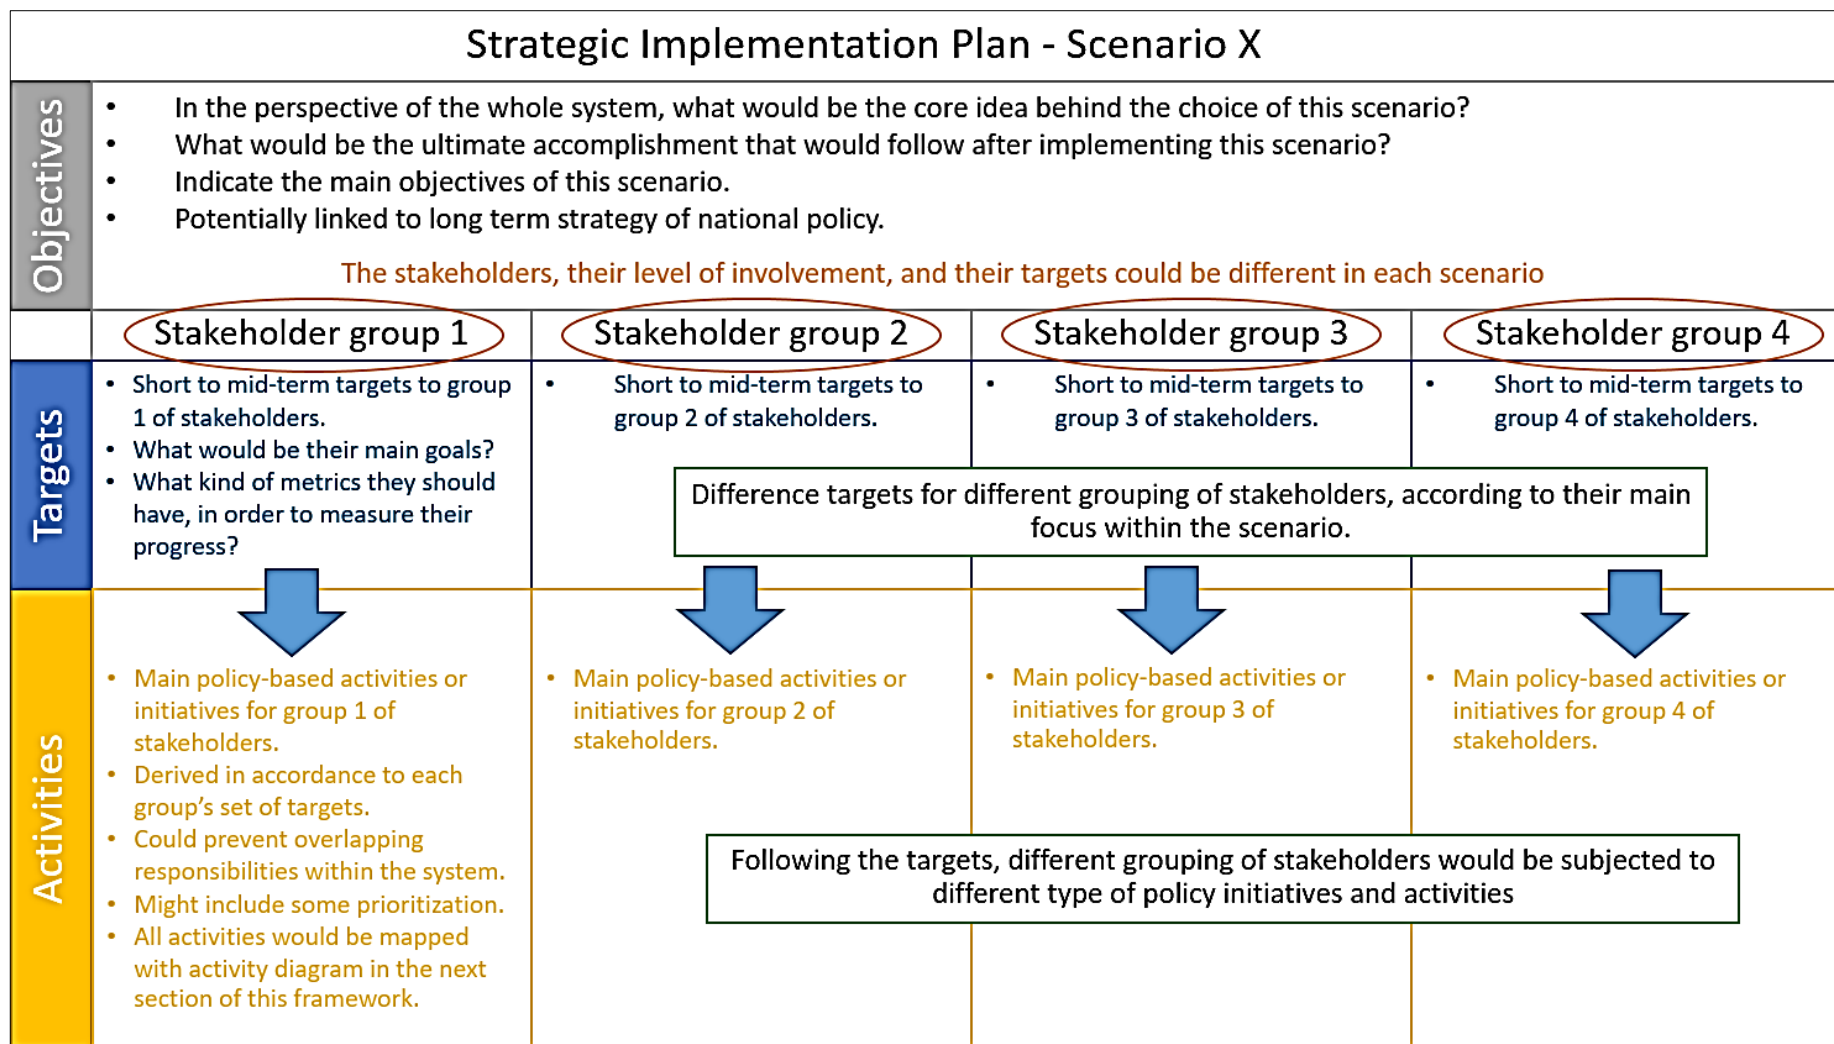 Strategic Implementation Plan - Scenario X
Objectives
• In the perspective of the whole system, what would be the core idea behind the choice of this scenario?
• What would be the ultimate accomplishment that would follow after implementing this scenario?
• Indicate the main objectives of this scenario.
• Potentially linked to long term strategy of national policy.
The stakeholders, their level of involvement, and their targets could be different in each scenario
Stakeholder group 1
Stakeholder group 2
Stakeholder group 3
Stakeholder group 4
Targets
• Short to mid-term targets to group
1 of stakeholders.
• What would be their main goals?
• What kind of metrics they should
have, in order to measure their
progress?
• Short to mid-term targets to
group 2 of stakeholders.
• Short to mid-term targets to
group 3 of stakeholders.
• Short to mid-term targets to
group 4 of stakeholders.
Difference targets for different grouping of stakeholders, according to their main
focus within the scenario.
Activities
• Main policy-based activities or
initiatives for group 1 of
stakeholders.
• Derived in accordance to each
group's set of targets.
• Could prevent overlapping
responsibilities within the system.
• Might include some prioritization.
• All activities would be mapped
with activity diagram in the next
section of this framework.
• Main policy-based activities or
initiatives for group 2 of
stakeholders.
• Main policy-based activities or
initiatives for group 3 of
stakeholders.
• Main policy-based activities or
initiatives for group 4 of
stakeholders.
Following the targets, different grouping of stakeholders would be subjected to
different type of policy initiatives and activities